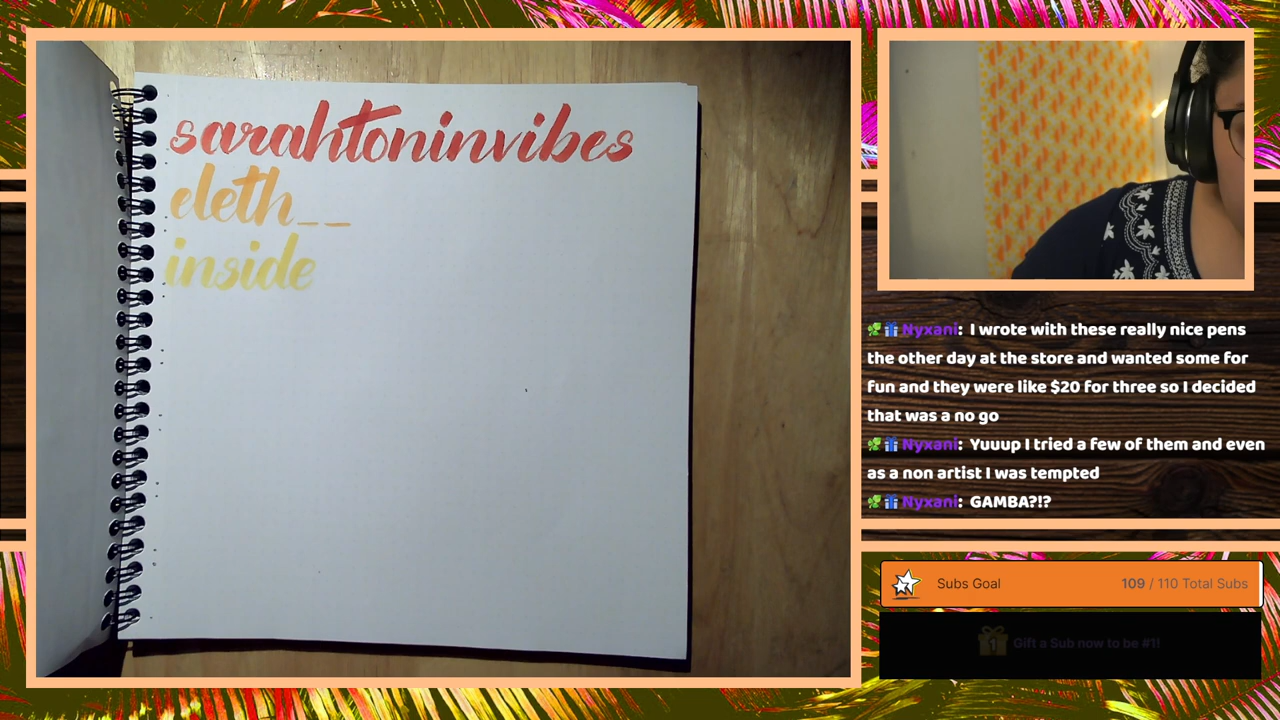 sarahtoninvibes
deth__
inside
Nyxani: I wrote with these really nice pens
the other day at the store and wanted some for
fun and they were like $20 for three so I decided
that was a no go
Nyxani: Yuuup I tried a few of them and even
as a non artist I was tempted
Nyxani: GAMBA?!?
Subs Goal 109 / 110 Total Subs
1 Gift a Sub now to be #1!